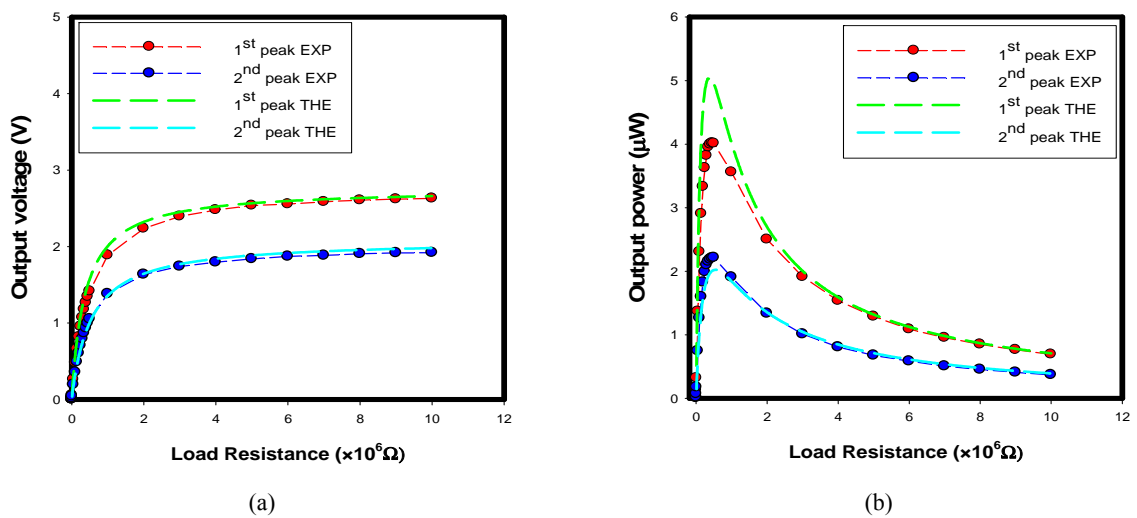 Output voltage (V)
5
4
3
2
1
0
1st peak EXP
2nd peak EXP
1st peak THE
2nd peak THE
0 2 4 6 8 10 12
Load Resistance (×10⁶Ω)
(a)
Output power (µW)
6
5
4
3
2
1
0
1st peak EXP
2nd peak EXP
1st peak THE
2nd peak THE
0 2 4 6 8 10 12
Load Resistance (×10⁶Ω)
(b)